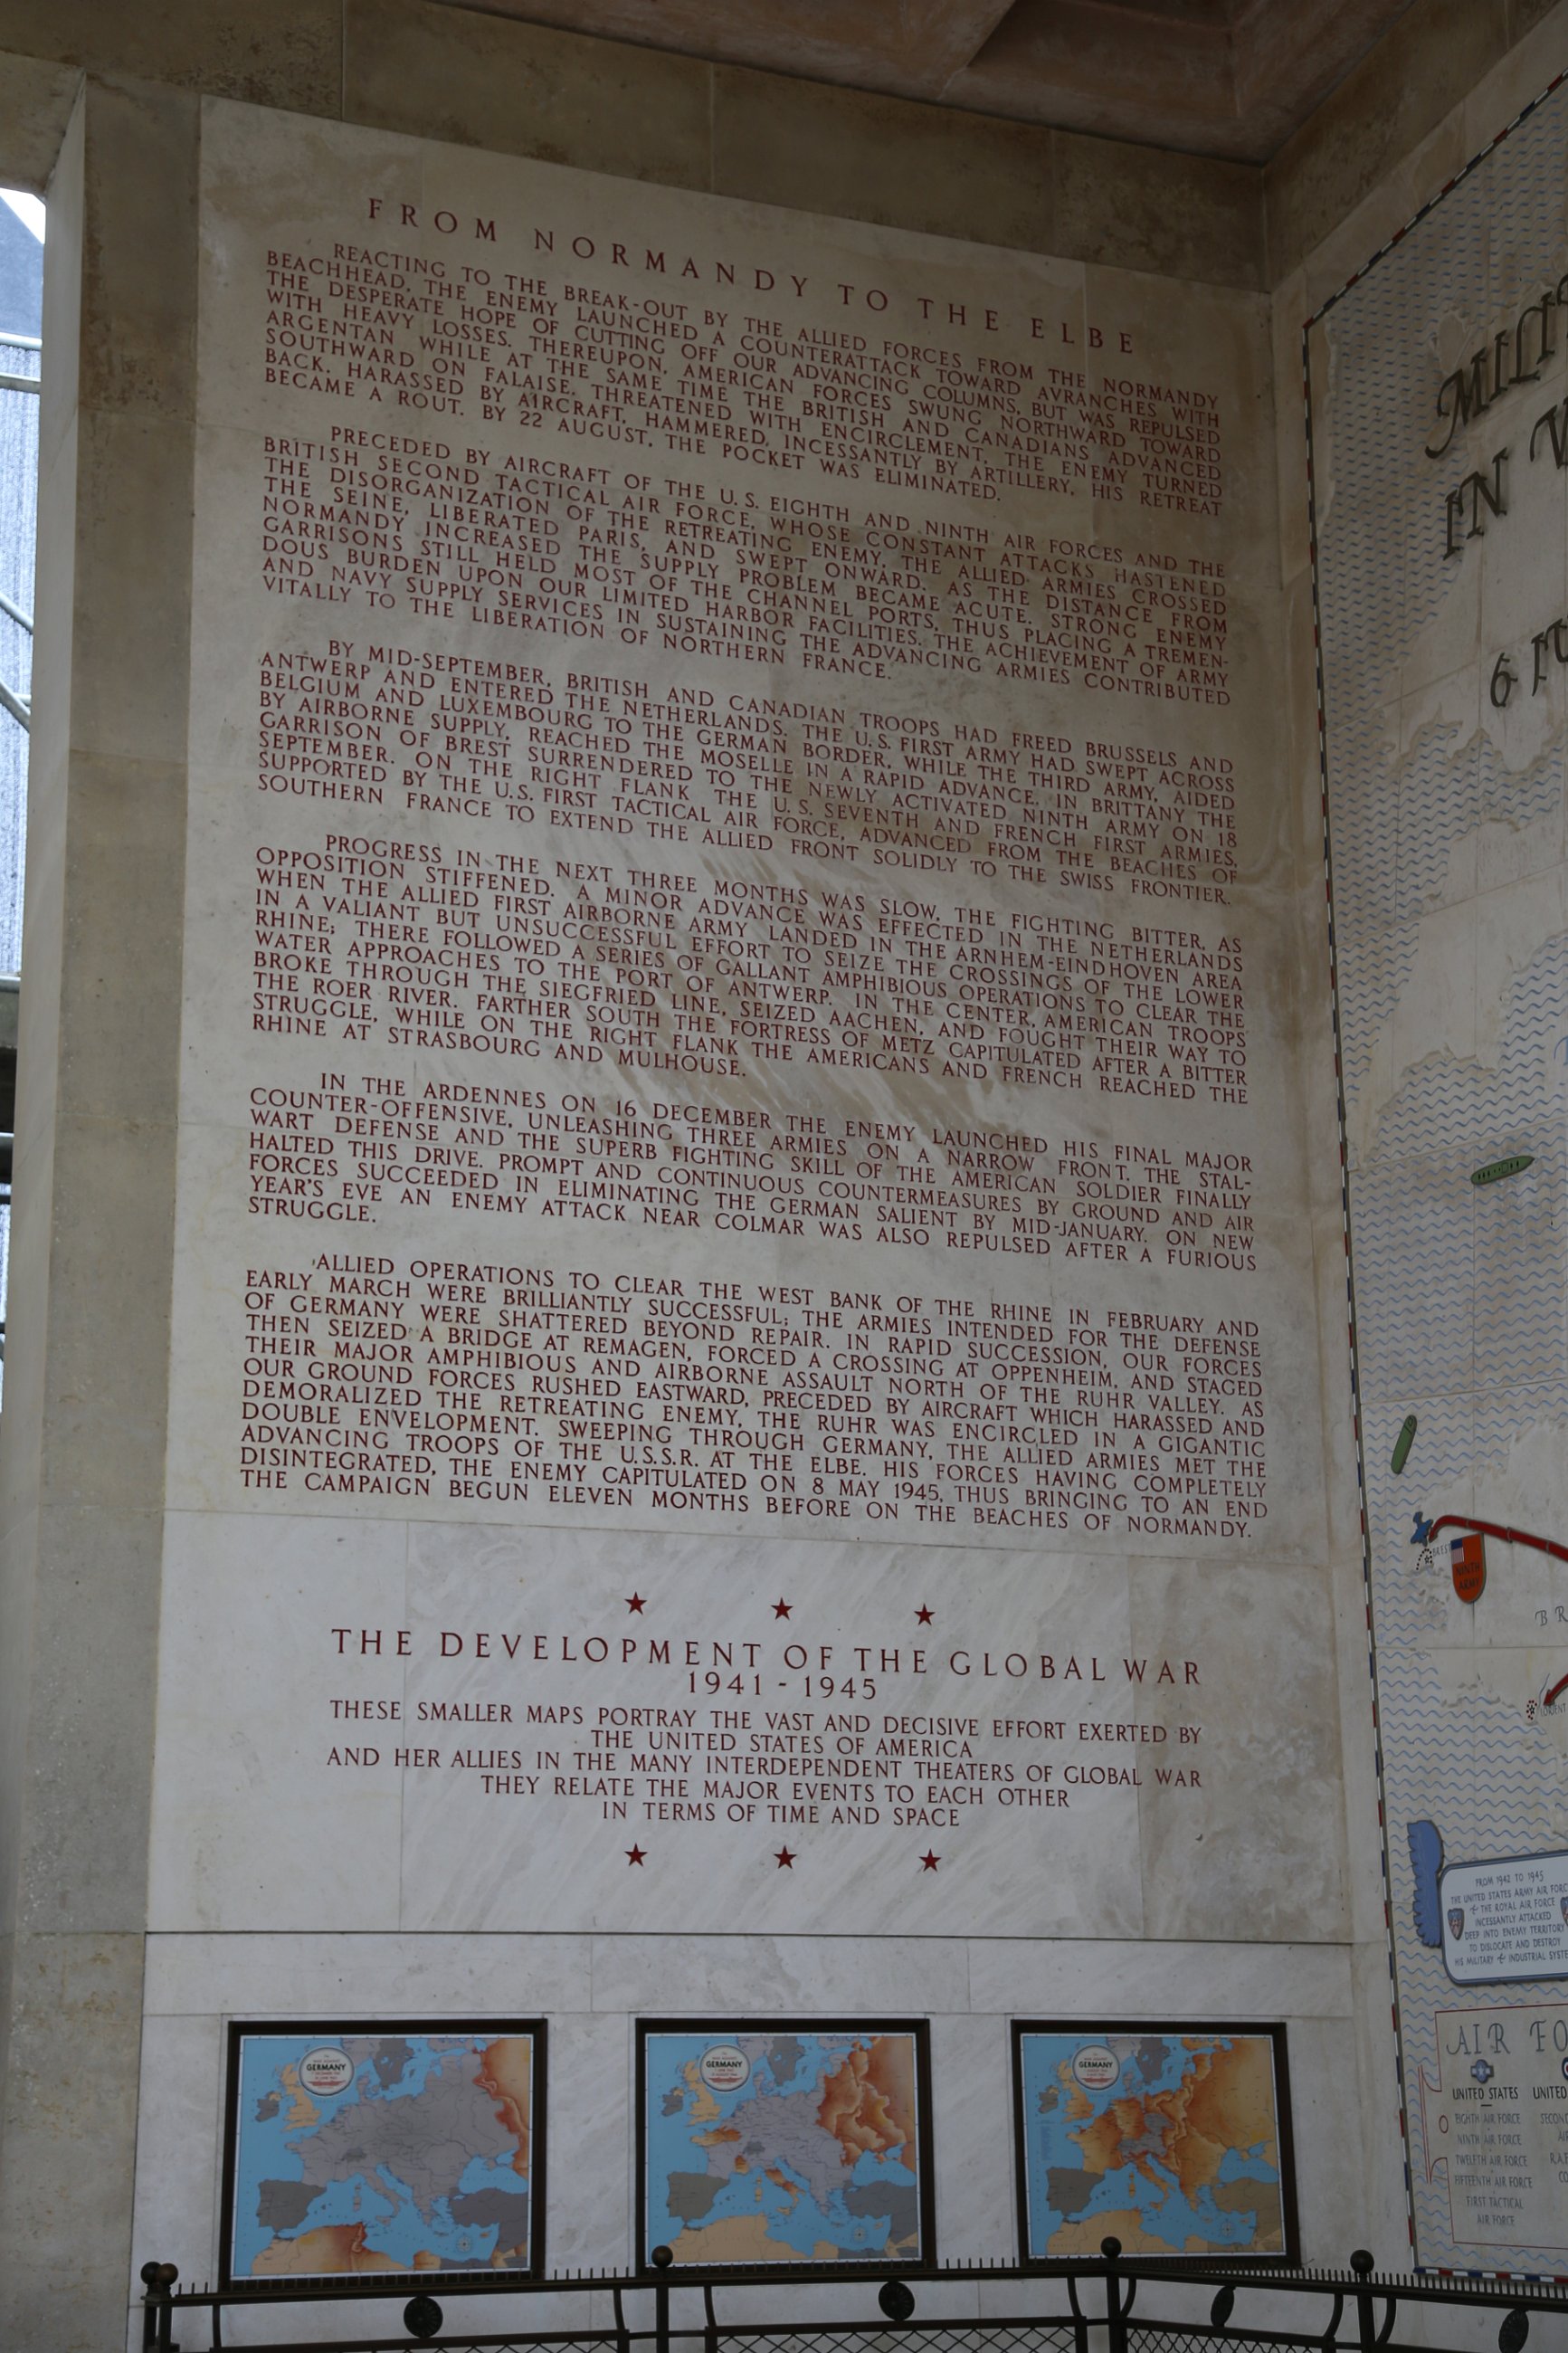 FROM NORMANDY TO THE ELBE
REACTING TO THE BREAK-OUT BY THE ALLIED FORCES FROM THE NORMANDY
BEACHHEAD, THE ENEMY LAUNCHED A COUNTERATTACK TOWARD AVRANCHES WITH
THE DESPERATE HOPE OF CUTTING OFF OUR ADVANCING COLUMNS, BUT WAS REPULSED
WITH HEAVY LOSSES. THEREUPON, AMERICAN FORCES SWUNG NORTHWARD TOWARD
ARGENTAN WHILE AT THE SAME TIME THE BRITISH AND CANADIANS ADVANCED
SOUTHWARD ON FALAISE. THREATENED WITH ENCIRCLEMENT, THE ENEMY TURNED
BACK. HARASSED BY AIRCRAFT, HAMMERED INCESSANTLY BY ARTILLERY, HIS RETREAT
BECAME A ROUT. BY 22 AUGUST, THE POCKET WAS ELIMINATED.
PRECEDED BY AIRCRAFT OF THE U.S. EIGHTH AND NINTH AIR FORCES AND THE
BRITISH SECOND TACTICAL AIR FORCE, WHOSE CONSTANT ATTACKS HASTENED
THE DISORGANIZATION OF THE RETREATING ENEMY, THE ALLIED ARMIES CROSSED
THE SEINE, LIBERATED PARIS, AND SWEPT ONWARD. AS THE DISTANCE FROM
NORMANDY INCREASED THE SUPPLY PROBLEM BECAME ACUTE. STRONG ENEMY
GARRISONS STILL HELD MOST OF THE CHANNEL PORTS, THUS PLACING A TREMEN-
DOUS BURDEN UPON OUR LIMITED HARBOR FACILITIES. THE ACHIEVEMENT OF ARMY
AND NAVY SUPPLY SERVICES IN SUSTAINING THE ADVANCING ARMIES CONTRIBUTED
VITALLY TO THE LIBERATION OF NORTHERN FRANCE.
BY MID-SEPTEMBER, BRITISH AND CANADIAN TROOPS HAD FREED BRUSSELS AND
ANTWERP AND ENTERED THE NETHERLANDS. THE U.S. FIRST ARMY HAD SWEPT ACROSS
BELGIUM AND LUXEMBOURG TO THE GERMAN BORDER, WHILE THE THIRD ARMY, AIDED
BY AIRBORNE SUPPLY, REACHED THE MOSELLE IN A RAPID ADVANCE. IN BRITTANY THE
GARRISON OF BREST SURRENDERED TO THE NEWLY ACTIVATED NINTH ARMY ON 18
SEPTEMBER. ON THE RIGHT FLANK THE U.S. SEVENTH AND FRENCH FIRST ARMIES,
SUPPORTED BY THE U.S. FIRST TACTICAL AIR FORCE, ADVANCED FROM THE BEACHES OF
SOUTHERN FRANCE TO EXTEND THE ALLIED FRONT SOLIDLY TO THE SWISS FRONTIER.
PROGRESS IN THE NEXT THREE MONTHS WAS SLOW, THE FIGHTING BITTER, AS
OPPOSITION STIFFENED. A MINOR ADVANCE WAS EFFECTED IN THE NETHERLANDS
WHEN THE ALLIED FIRST AIRBORNE ARMY LANDED IN THE ARNHEM-EINDHOVEN AREA
IN A VALIANT BUT UNSUCCESSFUL EFFORT TO SEIZE THE CROSSINGS OF THE LOWER
RHINE; THERE FOLLOWED A SERIES OF GALLANT AMPHIBIOUS OPERATIONS TO CLEAR THE
WATER APPROACHES TO THE PORT OF ANTWERP. IN THE CENTER, AMERICAN TROOPS
BROKE THROUGH THE SIEGFRIED LINE, SEIZED AACHEN, AND FOUGHT THEIR WAY TO
THE ROER RIVER. FARTHER SOUTH THE FORTRESS OF METZ CAPITULATED AFTER A BITTER
STRUGGLE, WHILE ON THE RIGHT FLANK THE AMERICANS AND FRENCH REACHED THE
RHINE AT STRASBOURG AND MULHOUSE.
IN THE ARDENNES ON 16 DECEMBER THE ENEMY LAUNCHED HIS FINAL MAJOR
COUNTER-OFFENSIVE, UNLEASHING THREE ARMIES ON A NARROW FRONT. THE STAL-
WART DEFENSE AND THE SUPERB FIGHTING SKILL OF THE AMERICAN SOLDIER FINALLY
HALTED THIS DRIVE. PROMPT AND CONTINUOUS COUNTERMEASURES BY GROUND AND AIR
FORCES SUCCEEDED IN ELIMINATING THE GERMAN SALIENT BY MID-JANUARY. ON NEW
YEAR'S EVE AN ENEMY ATTACK NEAR COLMAR WAS ALSO REPULSED AFTER A FURIOUS
STRUGGLE.
ALLIED OPERATIONS TO CLEAR THE WEST BANK OF THE RHINE IN FEBRUARY AND
EARLY MARCH WERE BRILLIANTLY SUCCESSFUL; THE ARMIES INTENDED FOR THE DEFENSE
OF GERMANY WERE SHATTERED BEYOND REPAIR. IN RAPID SUCCESSION, OUR FORCES
THEN SEIZED A BRIDGE AT REMAGEN, FORCED A CROSSING AT OPPENHEIM, AND STAGED
THEIR MAJOR AMPHIBIOUS AND AIRBORNE ASSAULT NORTH OF THE RUHR VALLEY. AS
OUR GROUND FORCES RUSHED EASTWARD, PRECEDED BY AIRCRAFT WHICH HARASSED AND
DEMORALIZED THE RETREATING ENEMY, THE RUHR WAS ENCIRCLED IN A GIGANTIC
DOUBLE ENVELOPMENT. SWEEPING THROUGH GERMANY, THE ALLIED ARMIES MET THE
ADVANCING TROOPS OF THE U.S.S.R. AT THE ELBE. HIS FORCES HAVING COMPLETELY
DISINTEGRATED, THE ENEMY CAPITULATED ON 8 MAY 1945, THUS BRINGING TO AN END
THE CAMPAIGN BEGUN ELEVEN MONTHS BEFORE ON THE BEACHES OF NORMANDY.
THE DEVELOPMENT OF THE GLOBAL WAR
1941 - 1945
THESE SMALLER MAPS PORTRAY THE VAST AND DECISIVE EFFORT EXERTED BY
THE UNITED STATES OF AMERICA
AND HER ALLIES IN THE MANY INTERDEPENDENT THEATERS OF GLOBAL WAR
THEY RELATE THE MAJOR EVENTS TO EACH OTHER
IN TERMS OF TIME AND SPACE
GERMANY
GERMANY
GERMANY
IN
6
BREST
NINTH
ARMY
BR
FROM 1942 TO 1945
THE UNITED STATES ARMY AIR FORC
& THE ROYAL AIR FORCE
INCESSANTLY ATTACKED
DEEP INTO ENEMY TERRITORY
TO DISLOCATE AND DESTROY
HIS MILITARY & INDUSTRIAL SYSTE
AIR FO
UNITED STATES UNITED
EIGHTH AIR FORCE
NINTH AIR FORCE
TWELFTH AIR FORCE
FIFTEENTH AIR FORCE
FIRST TACTICAL
AIR FORCE